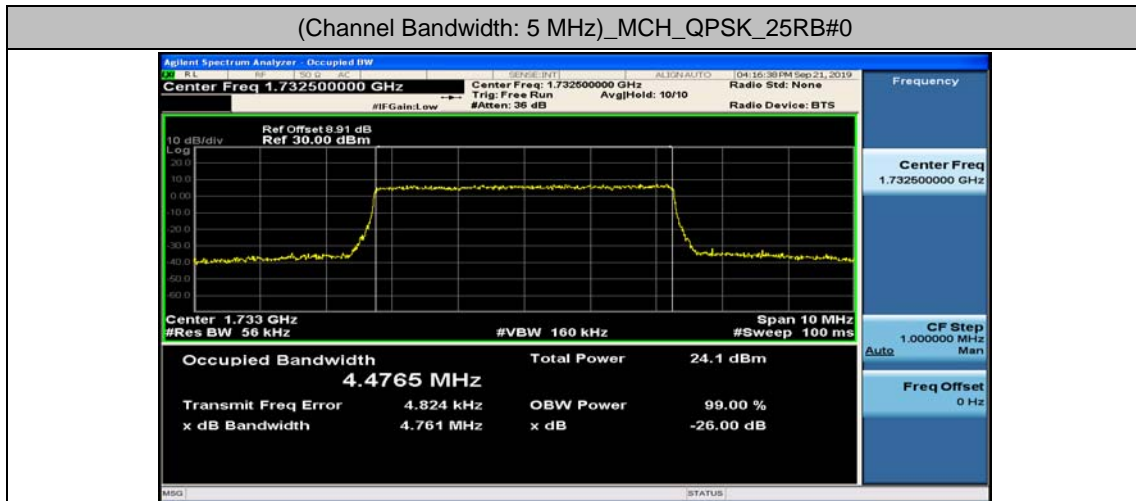 (Channel Bandwidth: 5 MHz)_MCH_QPSK_25RB#0
Agilent Spectrum Analyzer - Occupied BW
RL RF 50 Ω AC SENSE:INT ALIGN AUTO 04:16:38 PM Sep 21, 2019
Center Freq 1.732500000 GHz
Center Freq: 1.732500000 GHz
Radio Std: None
Trig: Free Run Avg|Hold: 10/10
#IFGain:Low #Atten: 36 dB Radio Device: BTS
Ref Offset 8.91 dB
10 dB/div Ref 30.00 dBm
Log
20.0
10.0
0.00
-10.0
-20.0
-30.0
-40.0
-50.0
-60.0
Center 1.733 GHz Span 10 MHz
#Res BW 56 kHz #VBW 160 kHz #Sweep 100 ms
Occupied Bandwidth Total Power 24.1 dBm
4.4765 MHz
Transmit Freq Error 4.824 kHz OBW Power 99.00 %
x dB Bandwidth 4.761 MHz x dB -26.00 dB
MSG STATUS
Frequency
Center Freq
1.732500000 GHz
CF Step
1.000000 MHz
Auto Man
Freq Offset
0 Hz